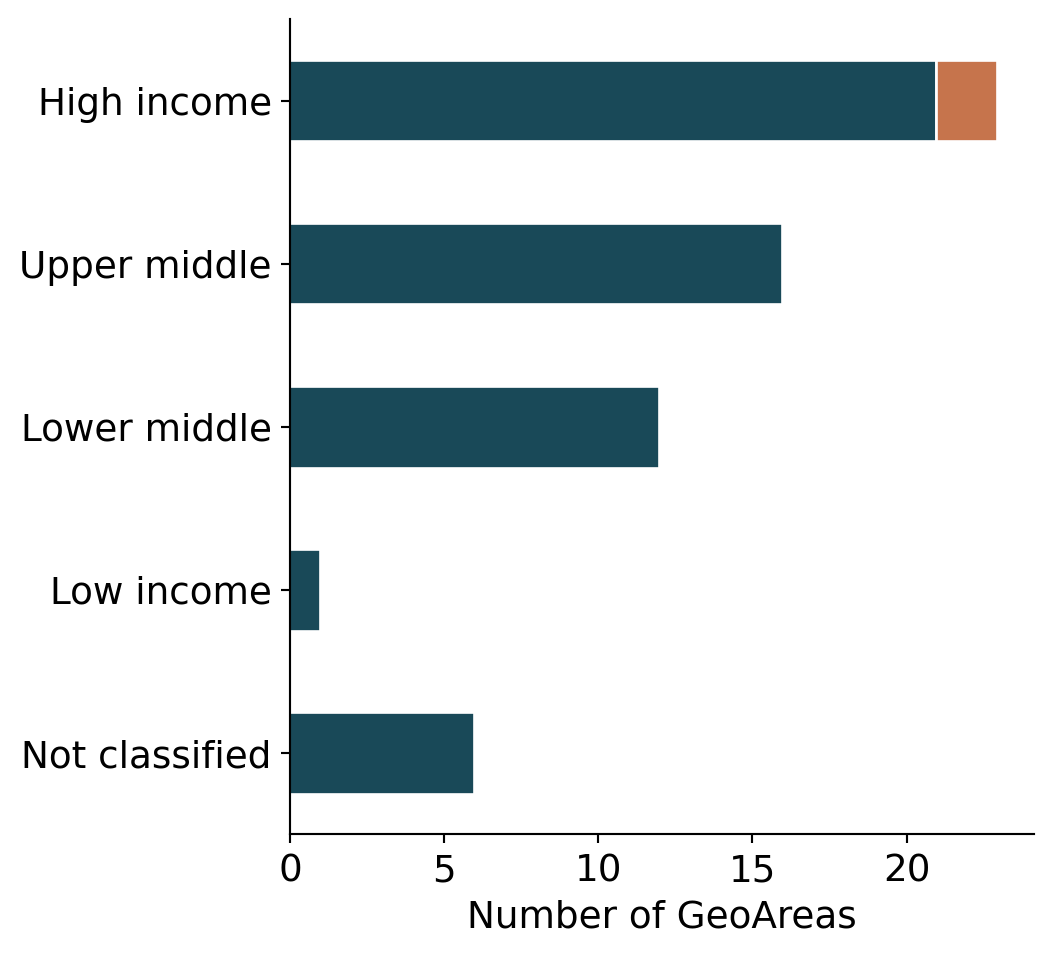 High income
Upper middle
Lower middle
Low income
Not classified
0 5 10 15 20
Number of GeoAreas